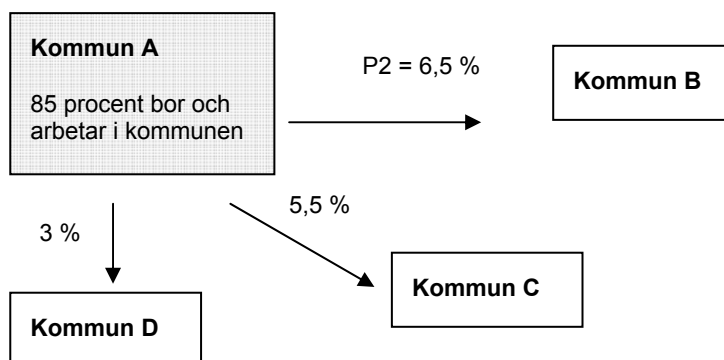 Kommun A
85 procent bor och
arbetar i kommunen
P2 = 6,5 %
Kommun B
5,5 %
3 %
Kommun C
Kommun D